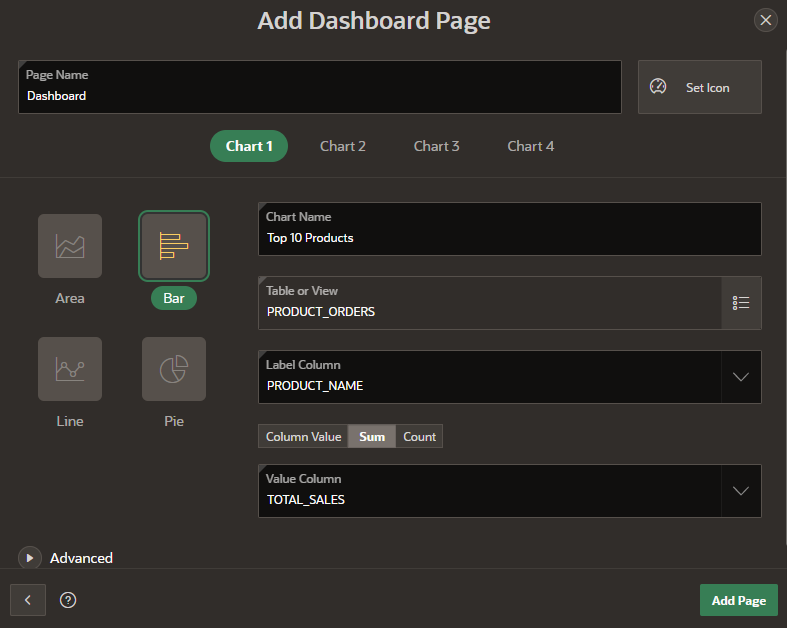 Add Dashboard Page
Page Name
Dashboard
Set Icon
Chart 1 Chart 2 Chart 3 Chart 4
Area
Bar
Line
Pie
Chart Name
Top 10 Products
Table or View
PRODUCT_ORDERS
Label Column
PRODUCT_NAME
Column Value Sum Count
Value Column
TOTAL_SALES
Advanced
Add Page